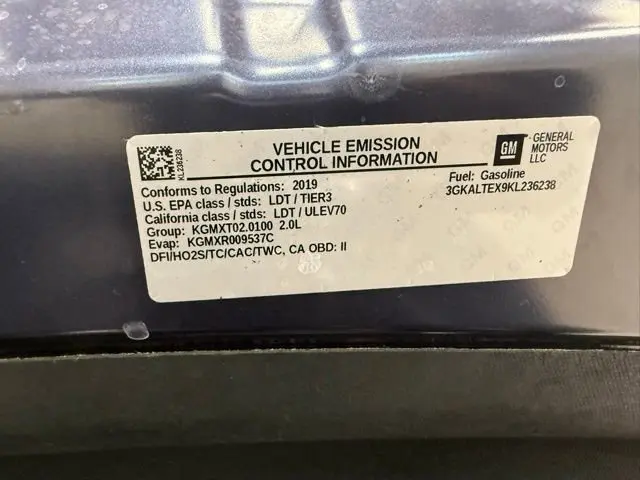 VEHICLE EMISSION
CONTROL INFORMATION
GM
GENERAL
MOTORS
LLC
KL236238
Conforms to Regulations: 2019
U.S. EPA class / stds: LDT / TIER3
California class / stds: LDT / ULEV70
Group: KGMXT02.0100 2.0L
Evap: KGMXR009537C
DFI/HO2S/TC/CAC/TWC, CA OBD: II
Fuel: Gasoline
3GKALTEX9KL236238